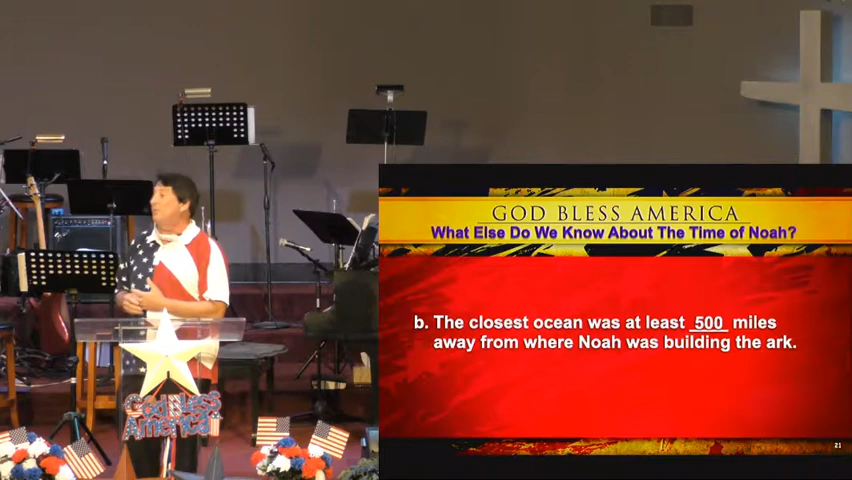 GOD BLESS AMERICA
What Else Do We Know About The Time of Noah?
b. The closest ocean was at least _500_ miles
away from where Noah was building the ark.
21
God Bless
America